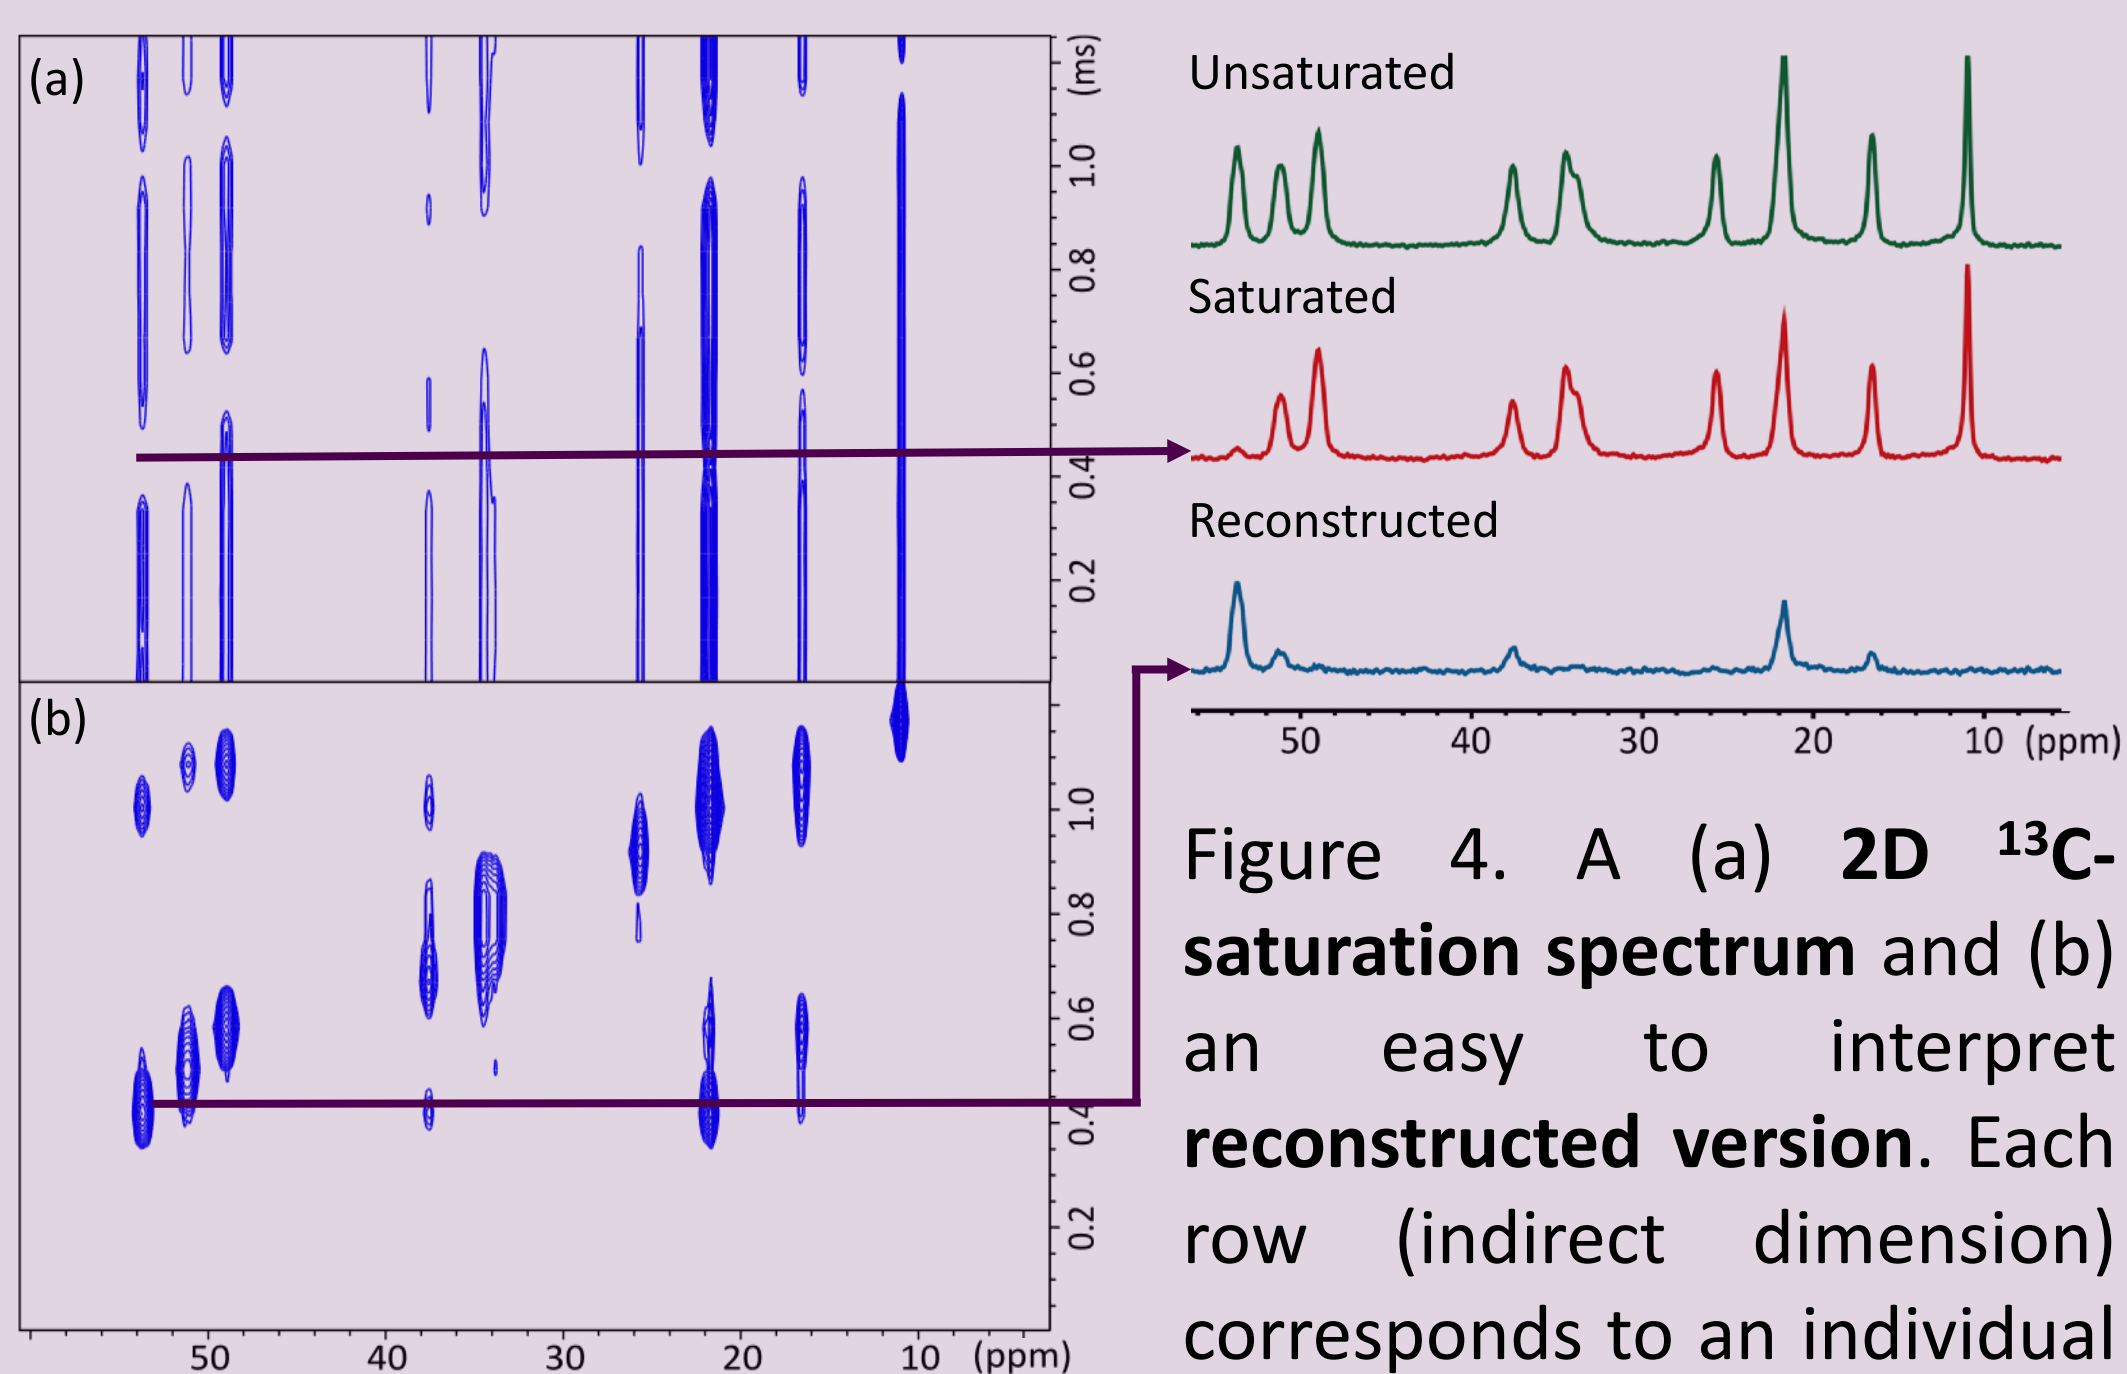 (a)
(ms)
1.0
0.8
0.6
0.4
0.2
(b)
1.0
0.8
0.6
0.4
0.2
50 40 30 20 10 (ppm)
Unsaturated
Saturated
Reconstructed
50 40 30 20 10 (ppm)
Figure 4. A (a) 2D ¹³C-
saturation spectrum and (b)
an easy to interpret
reconstructed version. Each
row (indirect dimension)
corresponds to an individual